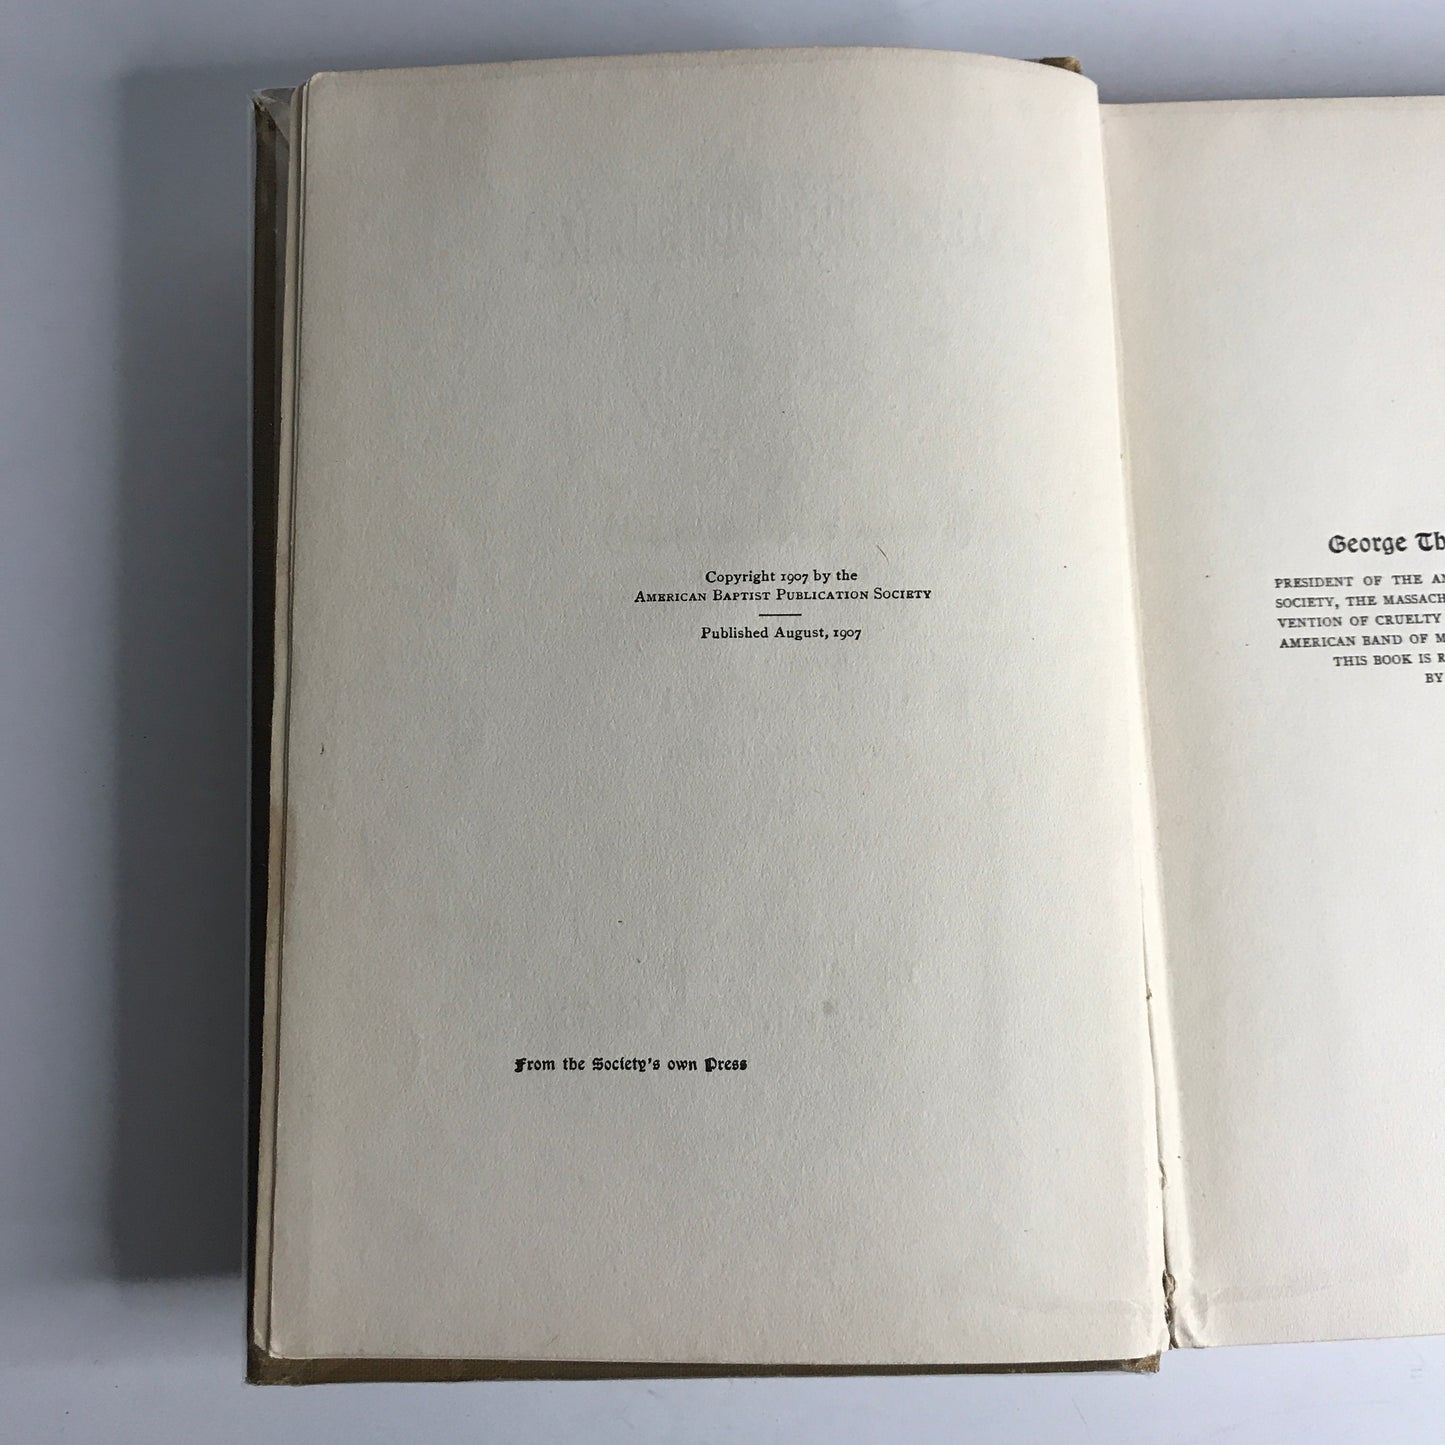 Copyright 1907 by the
American Baptist Publication Society
Published August, 1907
From the Society's own Press
George Th
PRESIDENT OF THE
SOCIETY, THE MASSACH
VENTION OF CRUELTY
AMERICAN BAND OF M
THIS BOOK IS R
BY